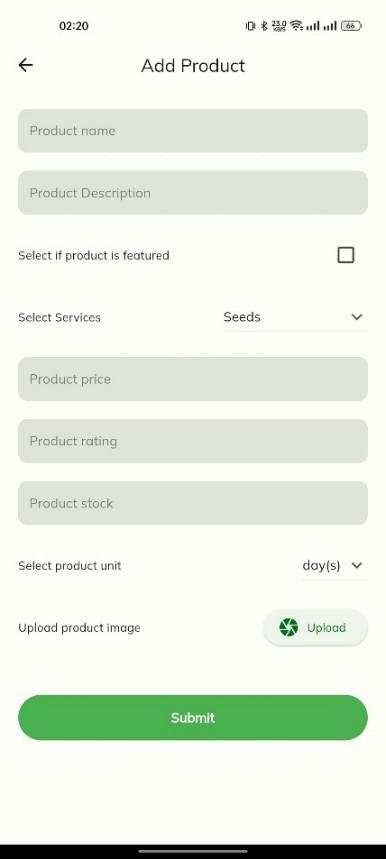 02:20
23.0
KB/S
66
Add Product
Product name
Product Description
Select if product is featured
Select Services Seeds
Product price
Product rating
Product stock
Select product unit day(s)
Upload product image Upload
Submit